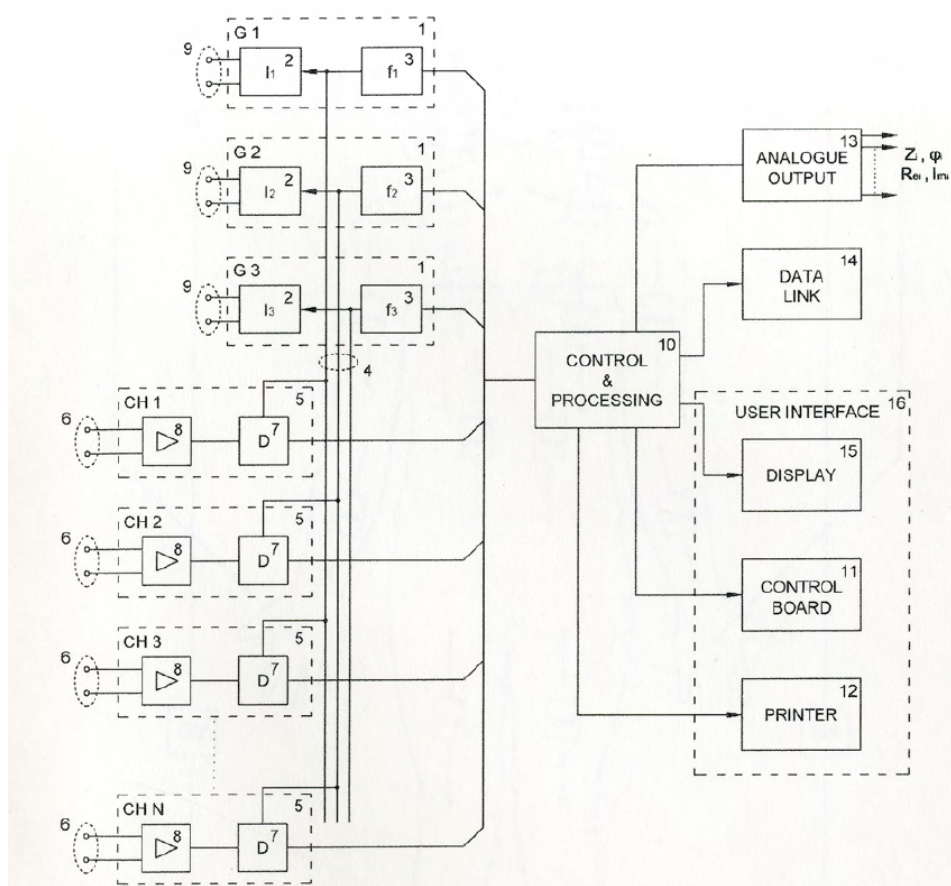 G 1 1
9 I₁ 2 f₁ 3
G 2 1
9 I₂ 2 f₂ 3
G 3 1
9 I₃ 2 f₃ 3
4
CH 1 5
6 8 D 7
CH 2 5
6 8 D 7
CH 3 5
6 8 D 7
CH N 5
6 8 D 7
10
CONTROL
&
PROCESSING
13
ANALOGUE
OUTPUT
Zᵢ , φᵢ
Reᵢ , Imᵢ
14
DATA
LINK
USER INTERFACE 16
15
DISPLAY
11
CONTROL
BOARD
12
PRINTER